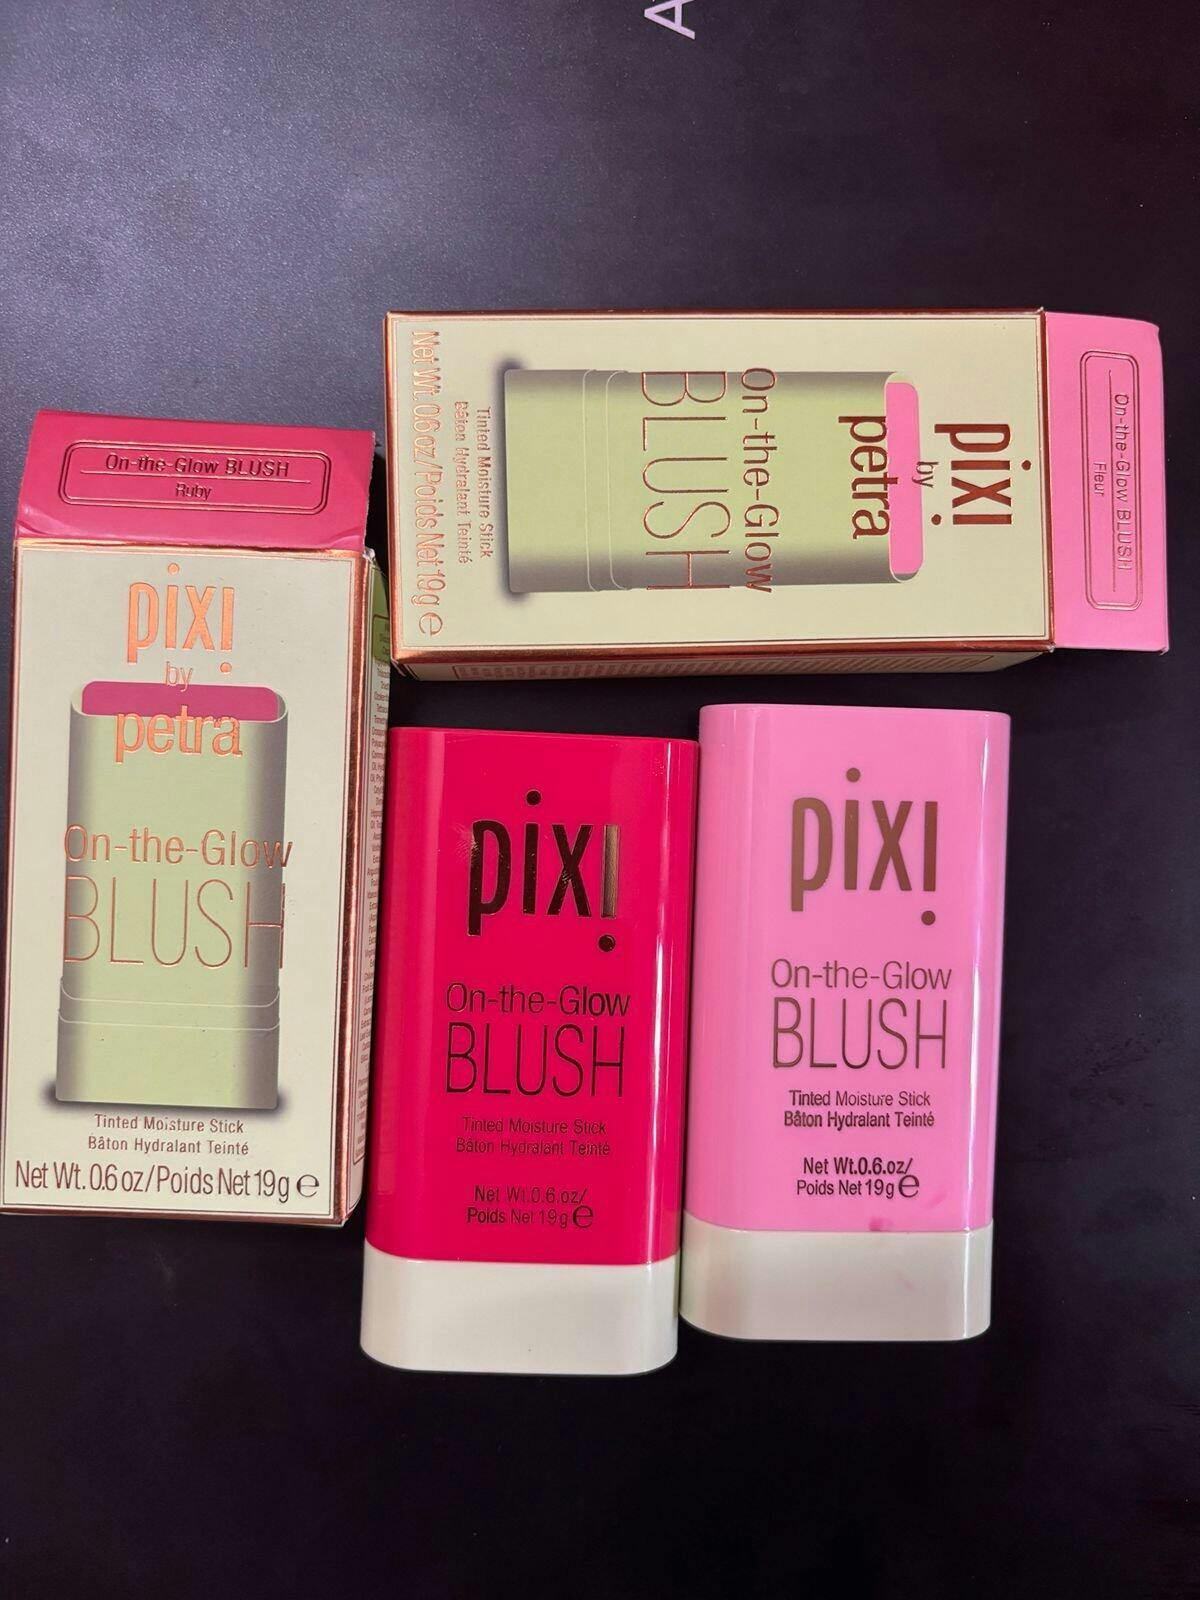 A
On-the-Glow BLUSH
Ruby
pixi
by
petra
On-the-Glow
BLUSH
Tinted Moisture Stick
Bâton Hydralant Teinté
Net Wt. 0.6 oz/Poids Net 19g e
On-the-Glow BLUSH
Fleur
pixi
by
petra
On-the-Glow
BLUSH
Tinted Moisture Stick
Bâton Hydralant Teinté
Net Wt. 0.6 oz/Poids Net 19g e
pixi
On-the-Glow
BLUSH
Tinted Moisture Stick
Bâton Hydralant Teinté
Net Wt.0.6.oz/
Poids Net 19g e
pixi
On-the-Glow
BLUSH
Tinted Moisture Stick
Bâton Hydralant Teinté
Net Wt.0.6.oz/
Poids Net 19g e